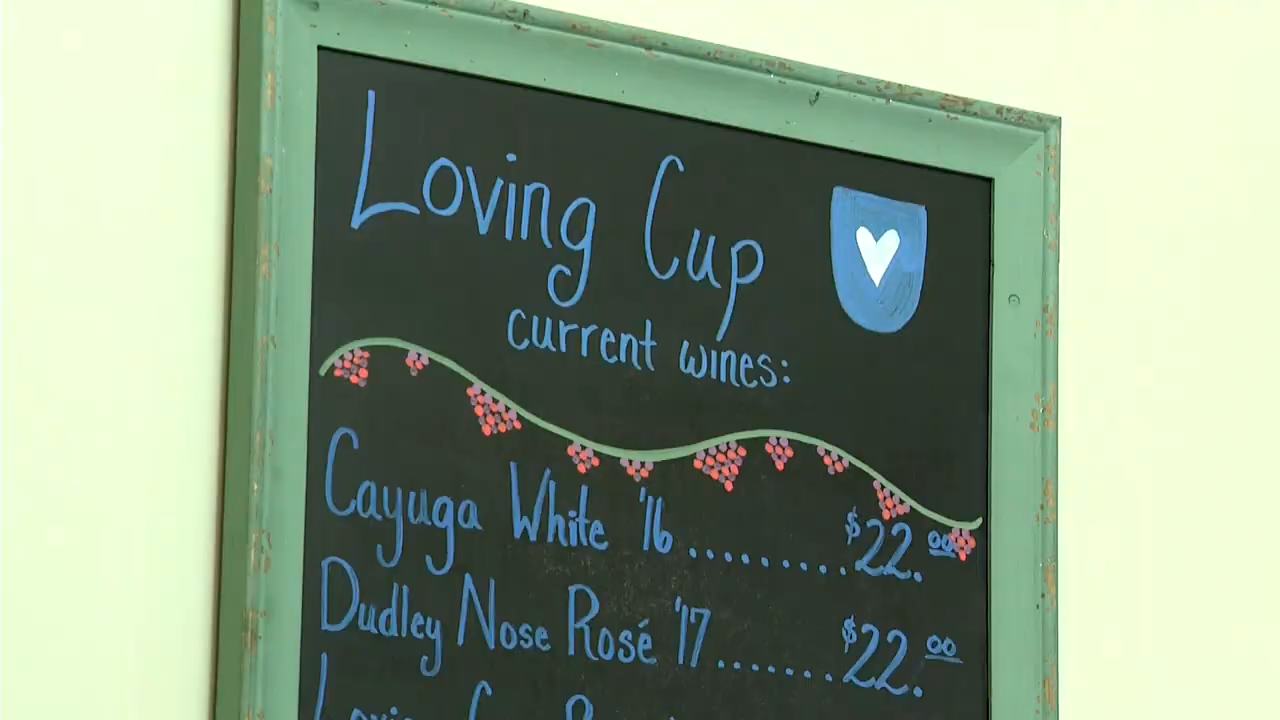 Loving Cup
current wines:
Cayuga White '16.......... $22.00
Dudley Nose Rosé '17....... $22.00